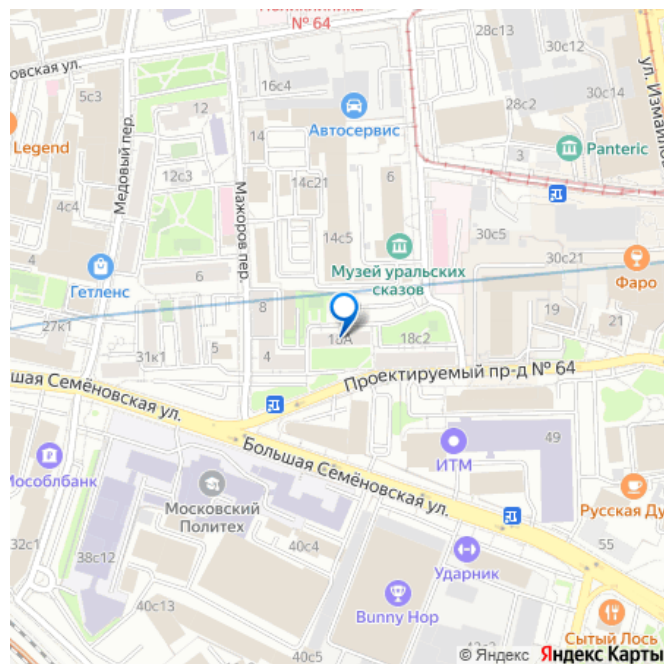 № 64
овская ул.
28с13
30с12
16с4
5с3
12
28с2
30с14
ул. Измайловс
Автосервис
Legend
Медовый пер.
14
Panteric
3
12с3
14с21
6
Мажоров пер.
4с4
14с5
30с5
Музей уральских
сказов
4
30с21
Гетленс
6
Фаро
8
27к1
19
21
18А
18с2
5
4
31к1
Проектируемый пр-д № 64
шая Семёновская ул.
Большая Семёновская ул.
49
ИТМ
Мособлбанк
Московский
Политех
Русская Ду
32с1
38с12
40с4
55
Ударник
Bunny Hop
40с13
Сытый Лось
40с5
© Яндекс Яндекс Карты